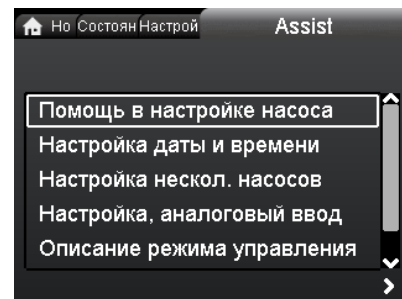 Но Состоян Настрой Assist
Помощь в настройке насоса
Настройка даты и времени
Настройка нескол. насосов
Настройка, аналоговый ввод
Описание режима управления